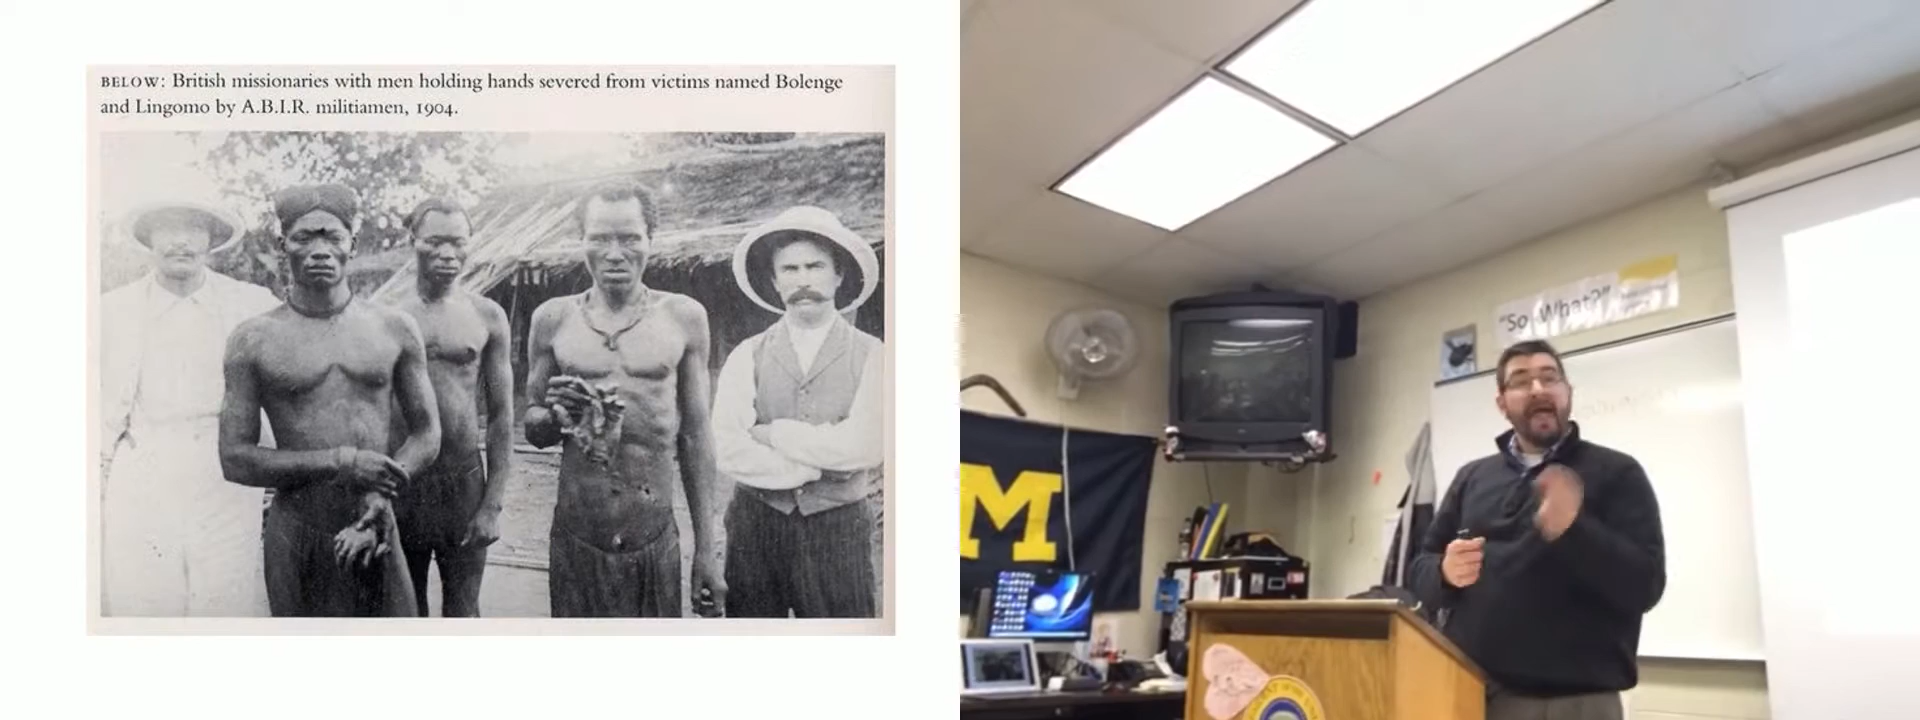 BELOW: British missionaries with men holding hands severed from victims named Bolenge
and Lingomo by A.B.I.R. militiamen, 1904.
"So What?"
M